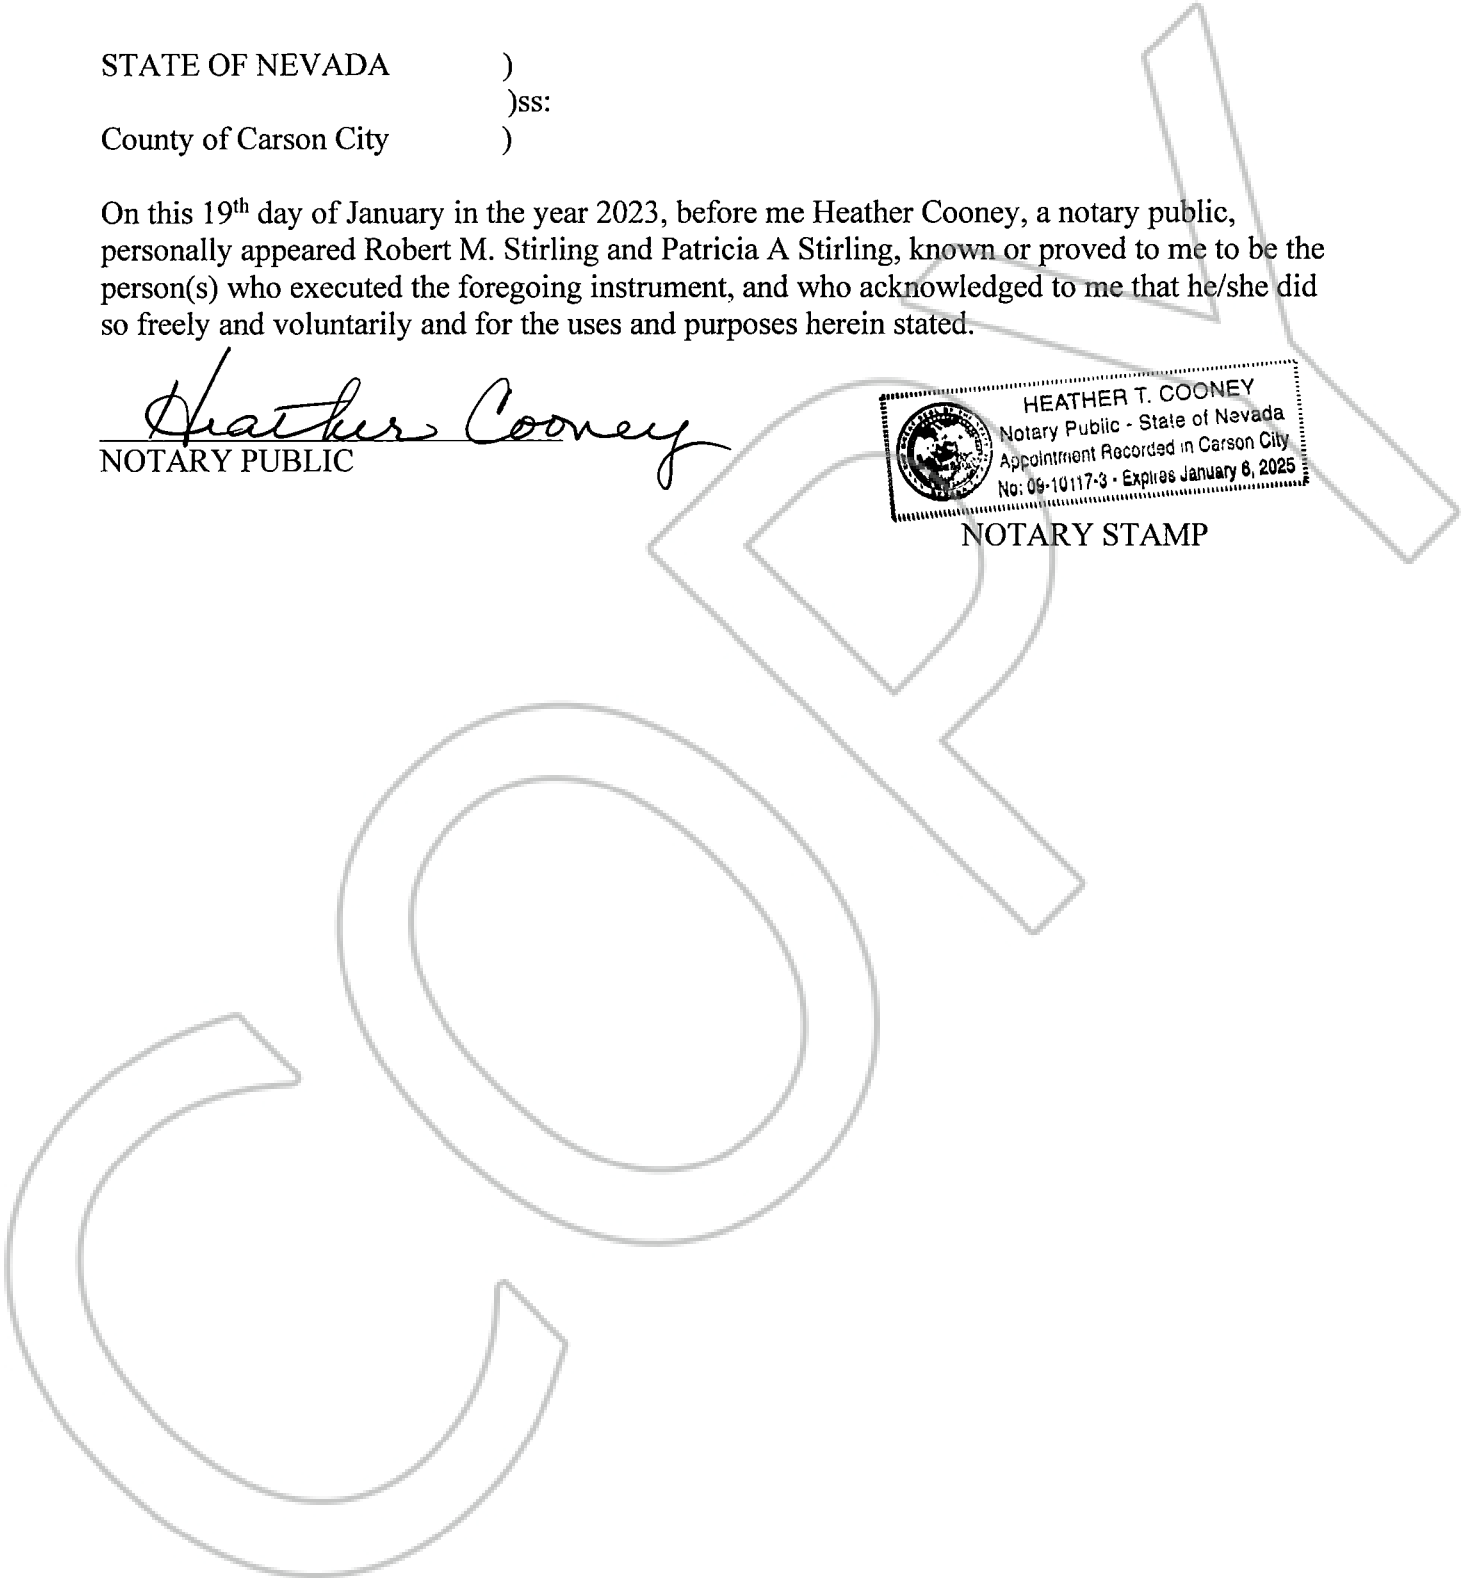 STATE OF NEVADA )
)ss:
County of Carson City )
On this 19th day of January in the year 2023, before me Heather Cooney, a notary public,
personally appeared Robert M. Stirling and Patricia A Stirling, known or proved to me to be the
person(s) who executed the foregoing instrument, and who acknowledged to me that he/she did
so freely and voluntarily and for the uses and purposes herein stated.
Heather Cooney
NOTARY PUBLIC
HEATHER T. COONEY
Notary Public - State of Nevada
Appointment Recorded in Carson City
No: 09-10117-3 - Expires January 6, 2025
NOTARY STAMP
COPY